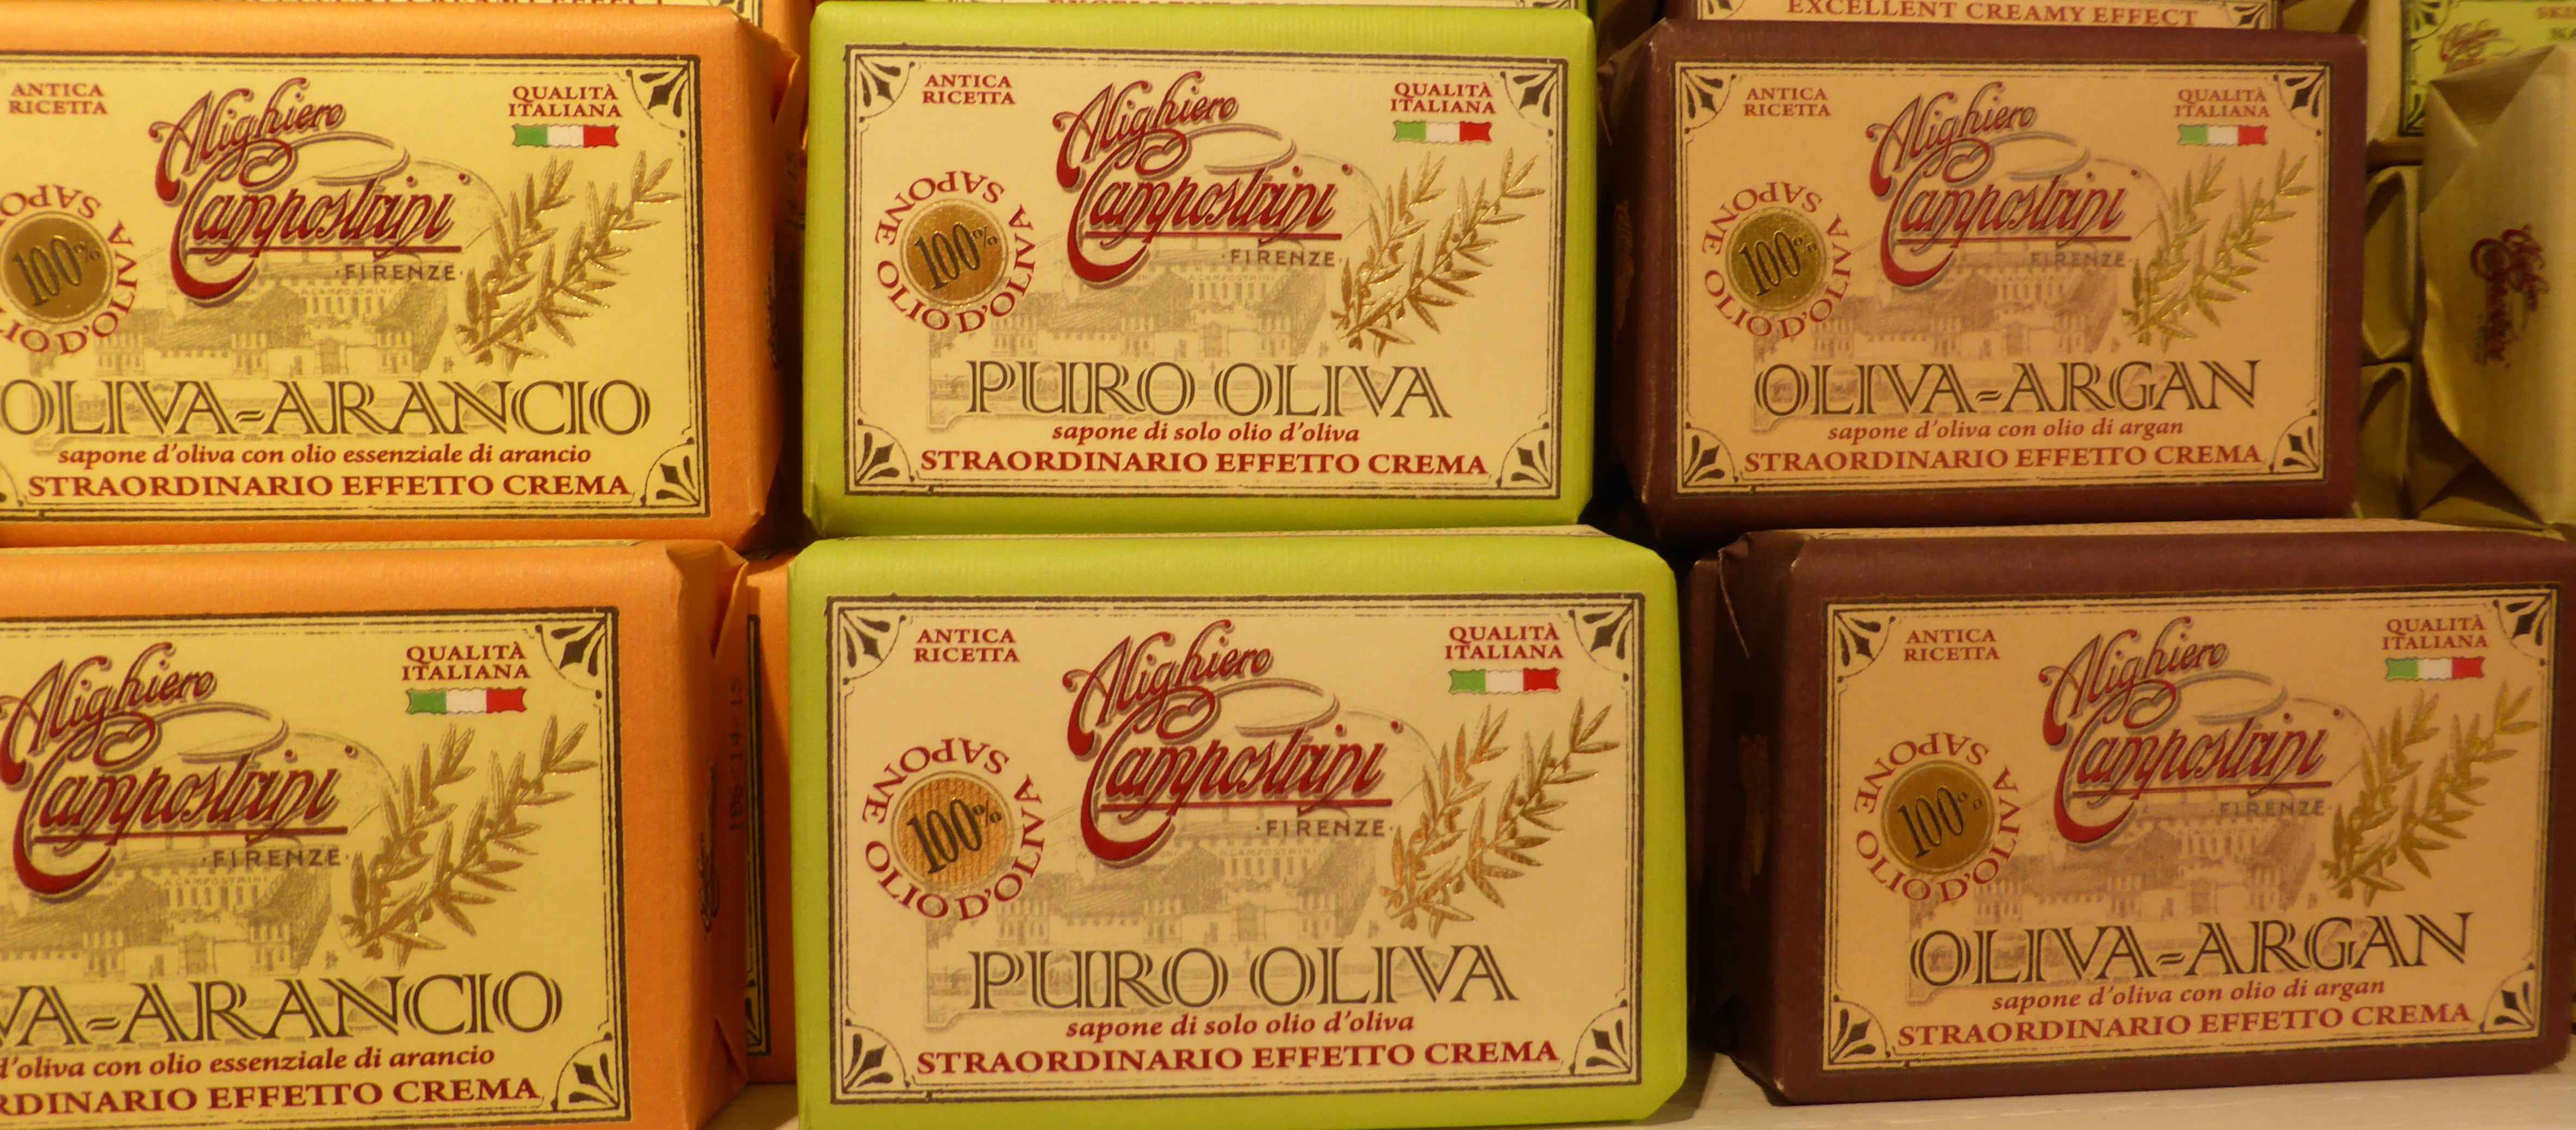 EXCELLENT CREAMY EFFECT
ANTICA
RICETTA
Alighiero
Campostrini
FIRENZE
QUALITÀ
ITALIANA
SAPONE OLIO D'OLIVA
100%
OLIVA-ARANCIO
sapone d'oliva con olio essenziale di arancio
STRAORDINARIO EFFETTO CREMA
ANTICA
RICETTA
Alighiero
Campostrini
FIRENZE
QUALITÀ
ITALIANA
SAPONE OLIO D'OLIVA
100%
PURO OLIVA
sapone di solo olio d'oliva
STRAORDINARIO EFFETTO CREMA
ANTICA
RICETTA
Alighiero
Campostrini
FIRENZE
QUALITÀ
ITALIANA
SAPONE OLIO D'OLIVA
100%
OLIVA-ARGAN
sapone d'oliva con olio di argan
STRAORDINARIO EFFETTO CREMA
Alighiero
Campostrini
FIRENZE
QUALITÀ
ITALIANA
A.CAMPOSTRINI
VA-ARANCIO
d'oliva con olio essenziale di arancio
RDINARIO EFFETTO CREMA
ANTICA
RICETTA
Alighiero
Campostrini
FIRENZE
QUALITÀ
ITALIANA
A.CAMPOSTRINI
SAPONE OLIO D'OLIVA
100%
PURO OLIVA
sapone di solo olio d'oliva
STRAORDINARIO EFFETTO CREMA
ANTICA
RICETTA
Alighiero
Campostrini
FIRENZE
QUALITÀ
ITALIANA
SAPONE OLIO D'OLIVA
100%
OLIVA-ARGAN
sapone d'oliva con olio di argan
STRAORDINARIO EFFETTO CREMA